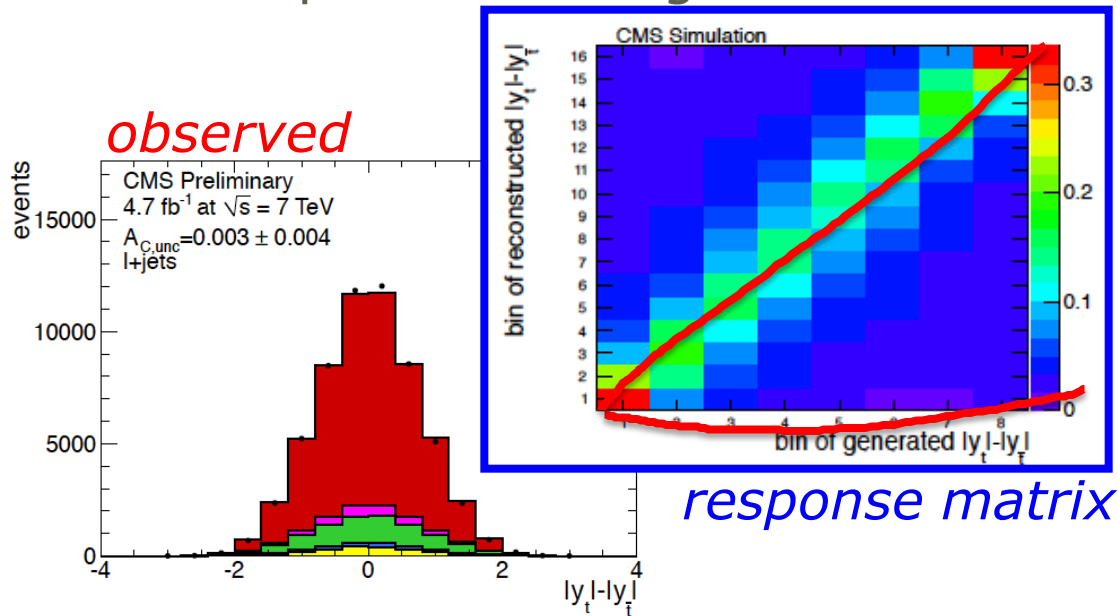 observed
events
CMS Preliminary
4.7 fb⁻¹ at √s = 7 TeV
A_C,unc=0.003 ± 0.004
l+jets
15000
10000
5000
0
-4 -2 0 2 4
|y_t|-|y_t̄|
CMS Simulation
bin of reconstructed |y_t|-|y_t̄|
16
15
14
13
12
11
10
9
8
7
6
5
4
3
2
1
1 2 3 4 5 6 7 8
bin of generated |y_t|-|y_t̄|
0.3
0.2
0.1
0
response matrix